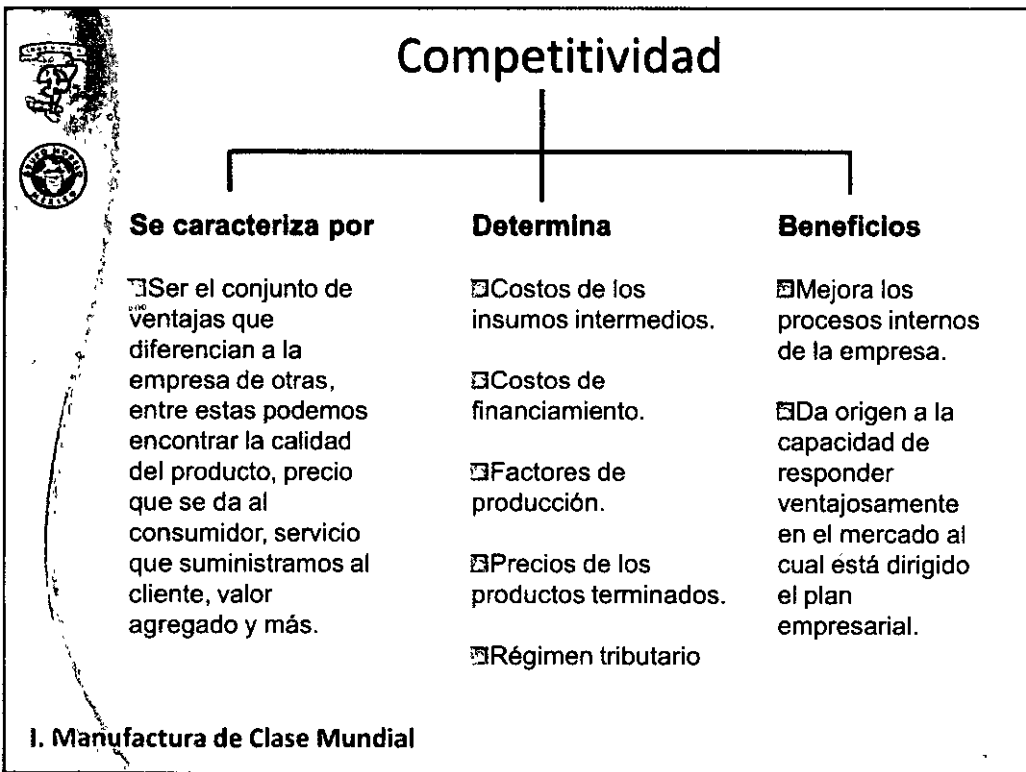 Competitividad
Se caracteriza por
Ser el conjunto de
ventajas que
diferencian a la
empresa de otras,
entre estas podemos
encontrar la calidad
del producto, precio
que se da al
consumidor, servicio
que suministramos al
cliente, valor
agregado y más.
Determina
Costos de los
insumos intermedios.
Costos de
financiamiento.
Factores de
producción.
Precios de los
productos terminados.
Régimen tributario
Beneficios
Mejora los
procesos internos
de la empresa.
Da origen a la
capacidad de
responder
ventajosamente
en el mercado al
cual está dirigido
el plan
empresarial.
GRUPO MODELO
MÉXICO
I. Manufactura de Clase Mundial